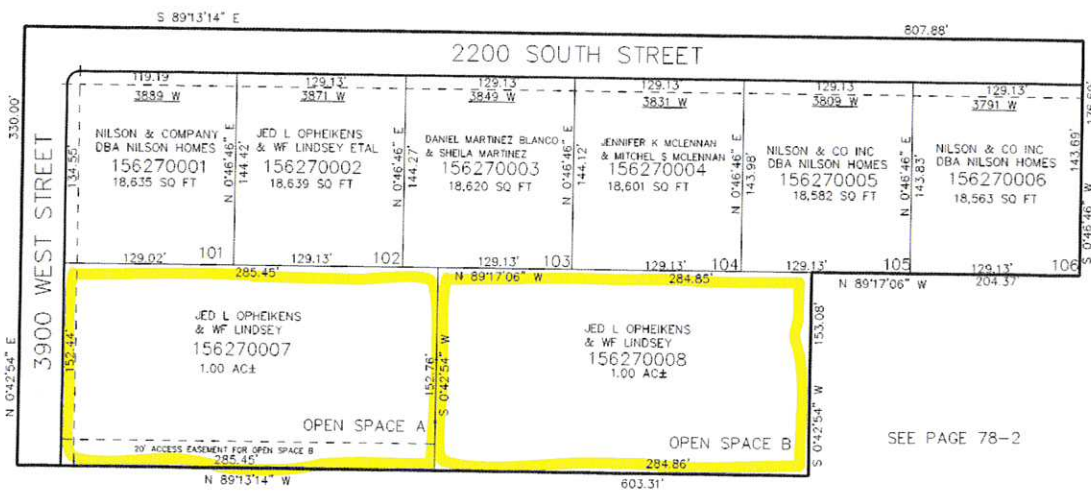 S 89°13'14" E
807.88'
2200 SOUTH STREET
330.00'
3900 WEST STREET
N 0°42'54" E
119.19
3889 W
NILSON & COMPANY
DBA NILSON HOMES
156270001
18,635 SQ FT
134.55'
129.02'
101
N 0°46'46" E
144.42'
129.13'
3871 W
JED L OPHEIKENS
& WF LINDSEY ETAL
156270002
18,639 SQ FT
129.13'
102
N 0°46'46" E
144.27'
129.13'
3849 W
DANIEL MARTINEZ BLANCO
& SHEILA MARTINEZ
156270003
18,620 SQ FT
103
N 0°46'46" E
144.12'
129.13
3831 W
JENNIFER K MCLENNAN
& MITCHEL S MCLENNAN
156270004
18,601 SQ FT
129.13'
104
N 0°46'46" E
143.98'
129.13'
3809 W
NILSON & CO INC
DBA NILSON HOMES
156270005
18,582 SQ FT
129.13'
105
N 0°46'46" E
143.83'
129.13
3791 W
NILSON & CO INC
DBA NILSON HOMES
156270006
18,563 SQ FT
129.13'
106
143.69'
S 0°46'46" W
N 89°17'06" W
204.37'
285.45'
N 89°17'06" W
284.85'
152.44'
JED L OPHEIKENS
& WF LINDSEY
156270007
1.00 AC±
152.76'
S 0°42'54" W
OPEN SPACE A
20' ACCESS EASEMENT FOR OPEN SPACE B
285.45'
N 89°13'14" W
JED L OPHEIKENS
& WF LINDSEY
156270008
1.00 AC±
OPEN SPACE B
284.86'
603.31'
153.08'
S 0°42'54" W
SEE PAGE 78-2